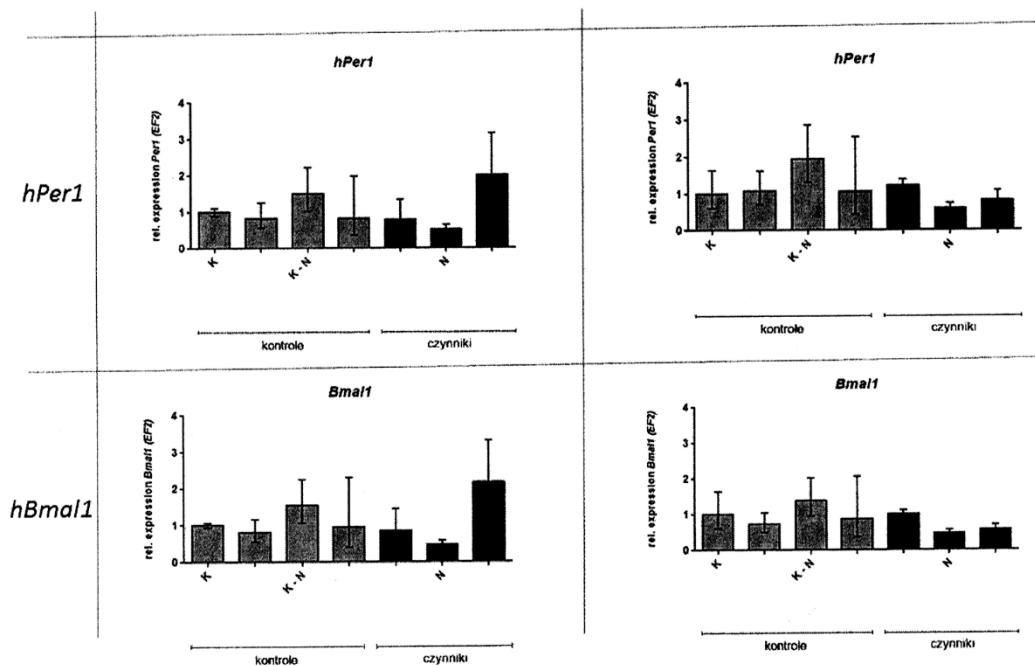 hPer1
hPer1
hPer1
rel. expression Per1 (EF2)
4
3
2
1
0
K
K - N
N
kontrole
czynniki
rel. expression Per1 (EF2)
4
3
2
1
0
K
K - N
N
kontrole
czynniki
hBmal1
Bmal1
Bmal1
rel. expression Bmal1 (EF2)
4
3
2
1
0
K
K - N
N
kontrole
czynniki
rel. expression Bmal1 (EF2)
4
3
2
1
0
K
K - N
N
kontrole
czynniki